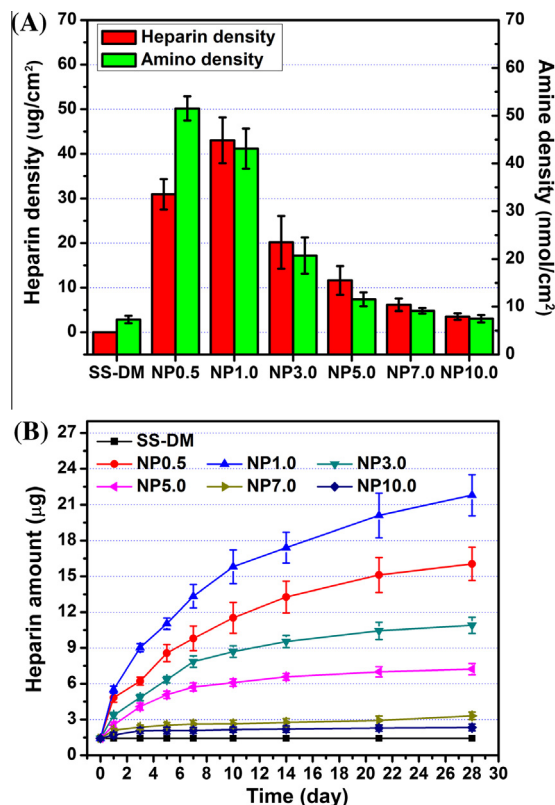 (A)
Heparin density
Amino density
Heparin density (ug/cm²)
70
60
50
40
30
20
10
0
Amine density (nmol/cm²)
70
60
50
40
30
20
10
0
SS-DM NP0.5 NP1.0 NP3.0 NP5.0 NP7.0 NP10.0
(B)
SS-DM
NP0.5 NP1.0 NP3.0
NP5.0 NP7.0 NP10.0
Heparin amount (μg)
27
24
21
18
15
12
9
6
3
0
0 2 4 6 8 10 12 14 16 18 20 22 24 26 28 30
Time (day)